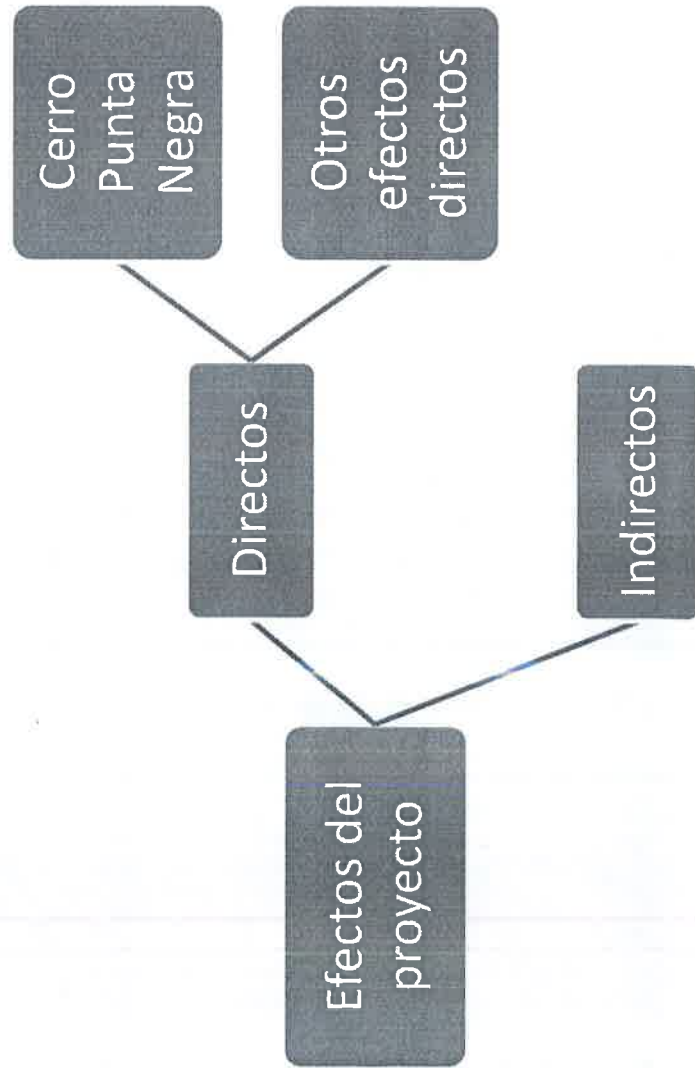 Efectos del
proyecto
Directos
Indirectos
Cerro
Punta
Negra
Otros
efectos
directos